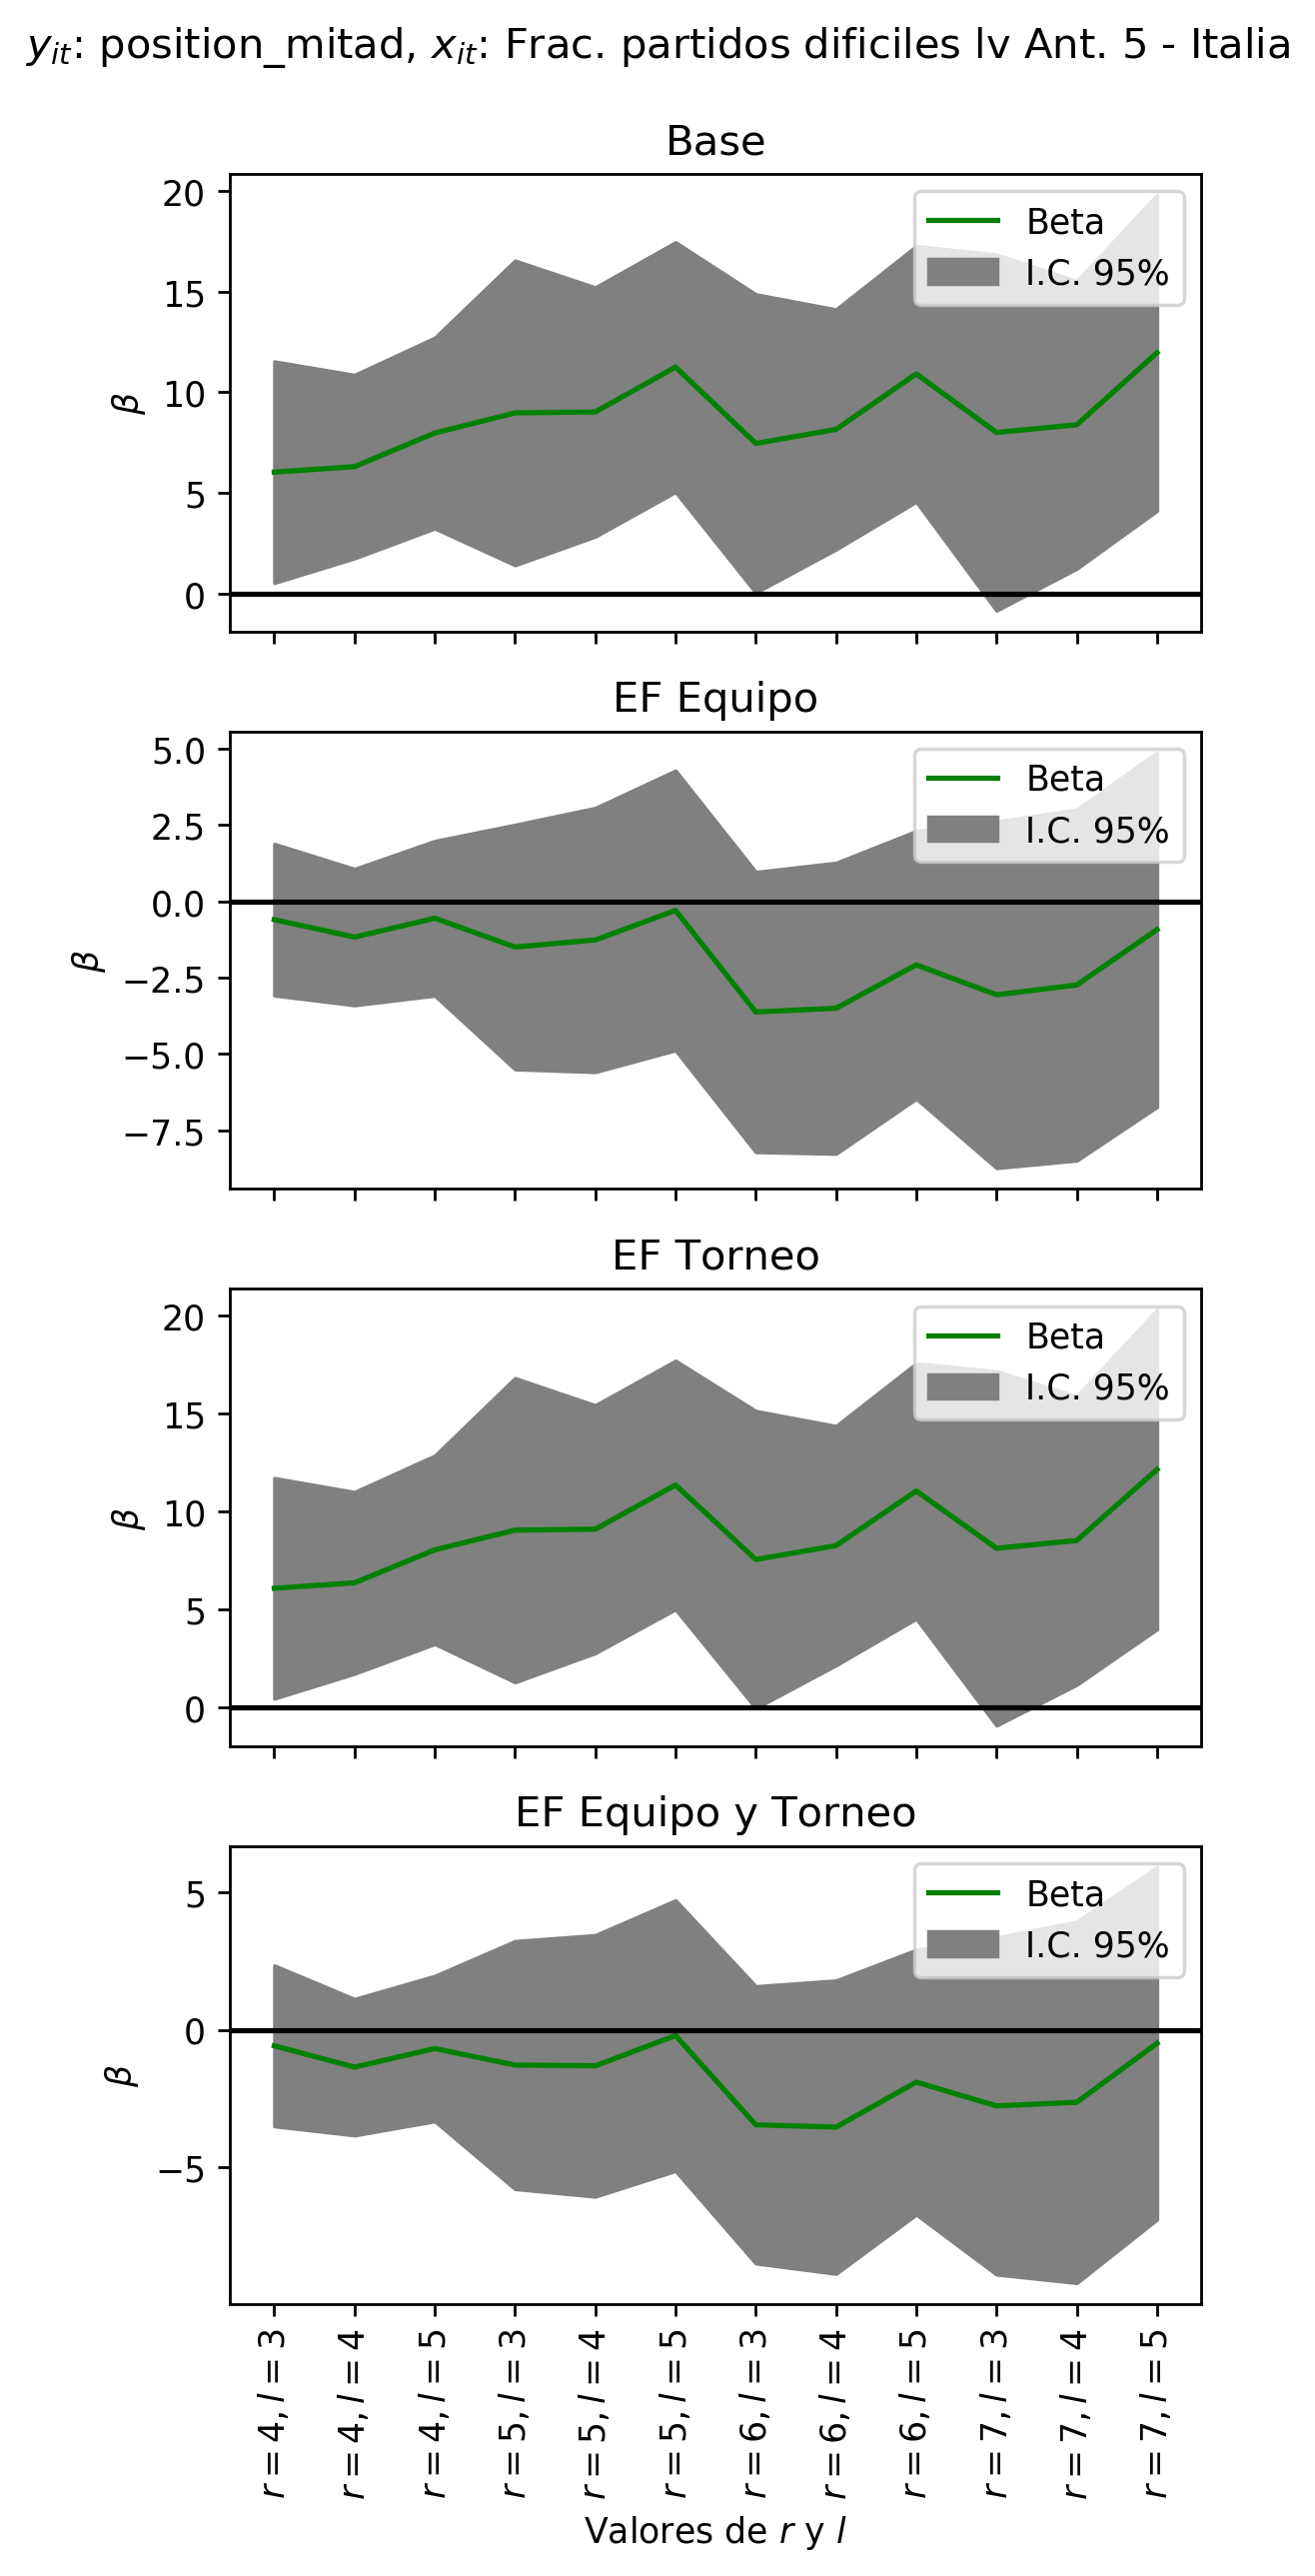 y_it: position_mitad, x_it: Frac. partidos dificiles lv Ant. 5 - Italia
Base
20
15
10
5
0
β
Beta
I.C. 95%
EF Equipo
5.0
2.5
0.0
−2.5
−5.0
−7.5
β
Beta
I.C. 95%
EF Torneo
20
15
10
5
0
β
Beta
I.C. 95%
EF Equipo y Torneo
5
0
−5
β
Beta
I.C. 95%
r = 4, l = 3
r = 4, l = 4
r = 4, l = 5
r = 5, l = 3
r = 5, l = 4
r = 5, l = 5
r = 6, l = 3
r = 6, l = 4
r = 6, l = 5
r = 7, l = 3
r = 7, l = 4
r = 7, l = 5
Valores de r y l